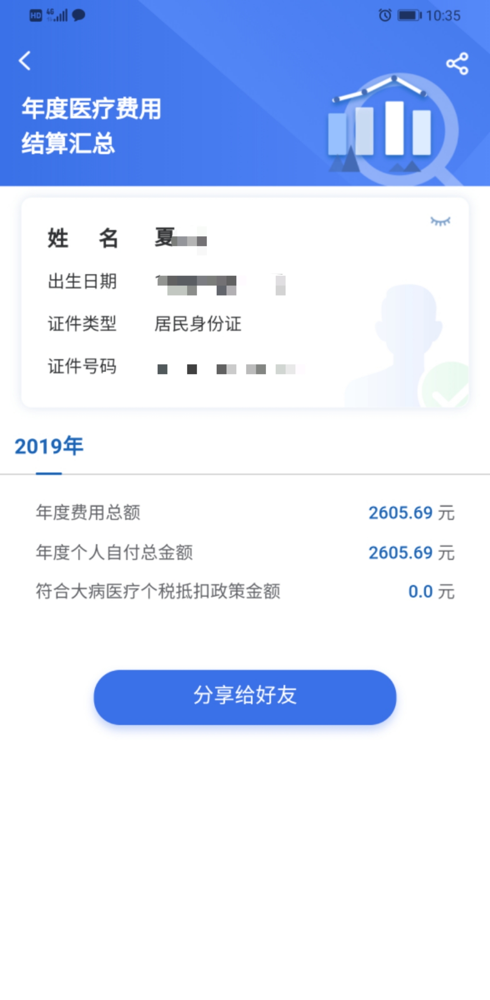 HD 4G 10:35
年度医疗费用
结算汇总
姓 名 夏
出生日期
证件类型 居民身份证
证件号码
2019年
年度费用总额 2605.69 元
年度个人自付总金额 2605.69 元
符合大病医疗个税抵扣政策金额 0.0 元
分享给好友